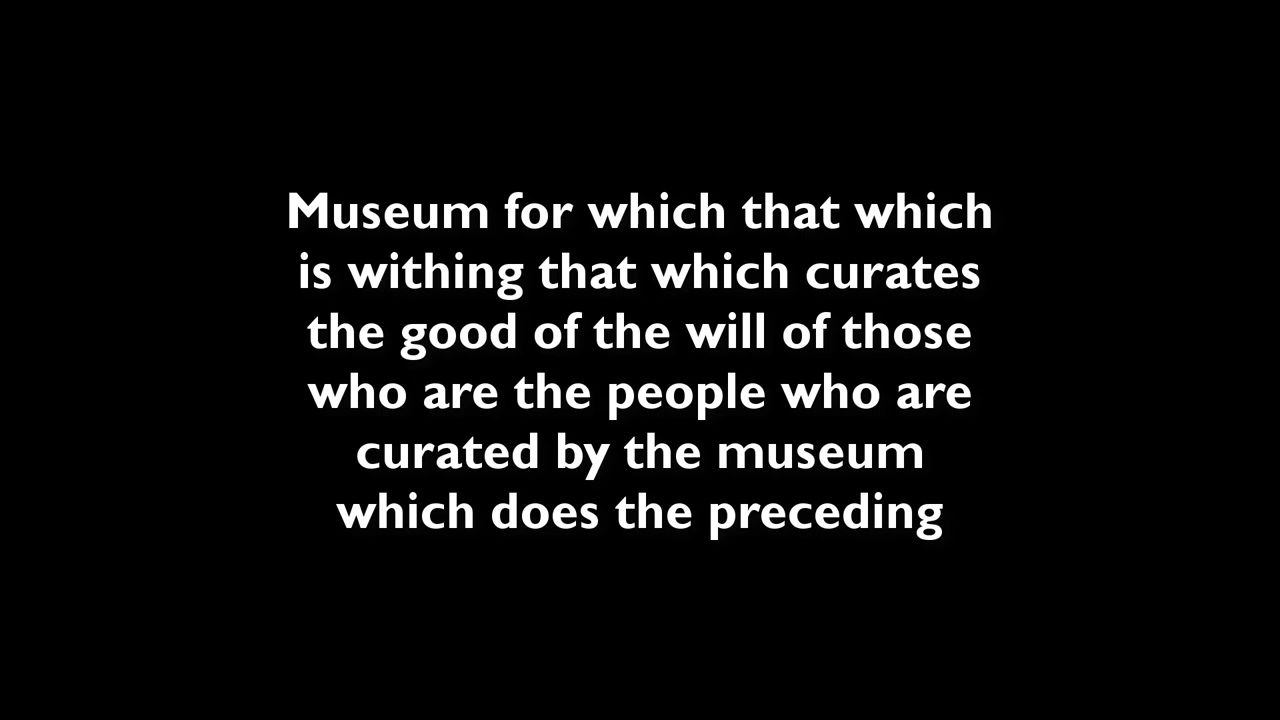 Museum for which that which
is withing that which curates
the good of the will of those
who are the people who are
curated by the museum
which does the preceding